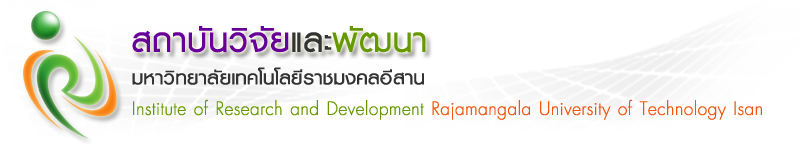 สถาบันวิจัยและพัฒนา
มหาวิทยาลัยเทคโนโลยีราชมงคลอีสาน
Institute of Research and Development Rajamangala University of Technology Isan